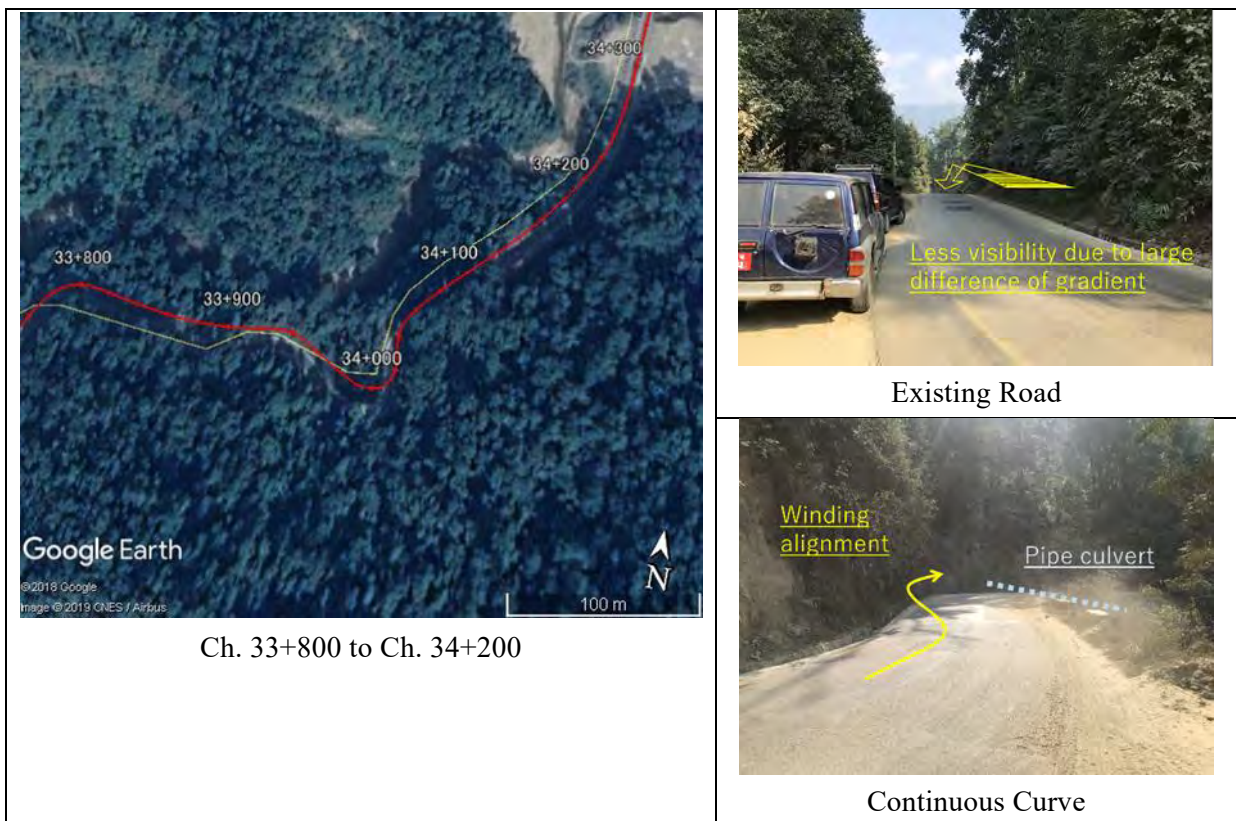 34+300
34+200
34+100
33+800
33+900
34+000
Google Earth
©2018 Google
Image © 2019 CNES / Airbus
N
100 m
Ch. 33+800 to Ch. 34+200
Less visibility due to large
difference of gradient
Existing Road
Winding
alignment
Pipe culvert
Continuous Curve